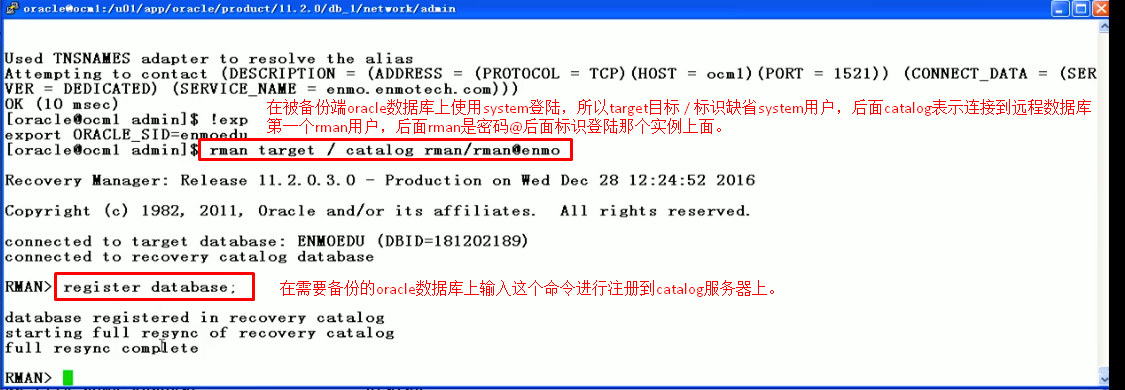 oracle@ocm1:/u01/app/oracle/product/11.2.0/db_1/network/admin
Used TNSNAMES adapter to resolve the alias
Attempting to contact (DESCRIPTION = (ADDRESS = (PROTOCOL = TCP)(HOST = ocm1)(PORT = 1521)) (CONNECT_DATA = (SER
VER = DEDICATED) (SERVICE_NAME = enmo.enmotech.com)))
OK (10 msec)
[oracle@ocm1 admin]$ !exp
在被备份端oracle数据库上使用system登陆，所以target目标 / 标识缺省system用户，后面catalog表示连接到远程数据库
export ORACLE_SID=enmoedu
第一个rman用户，后面rman是密码@后面标识登陆那个实例上面。
[oracle@ocm1 admin]$ rman target / catalog rman/rman@enmo
Recovery Manager: Release 11.2.0.3.0 - Production on Wed Dec 28 12:24:52 2016
Copyright (c) 1982, 2011, Oracle and/or its affiliates.  All rights reserved.
connected to target database: ENMOEDU (DBID=181202189)
connected to recovery catalog database
RMAN> register database;
在需要备份的oracle数据库上输入这个命令进行注册到catalog服务器上。
database registered in recovery catalog
starting full resync of recovery catalog
full resync complete
RMAN>